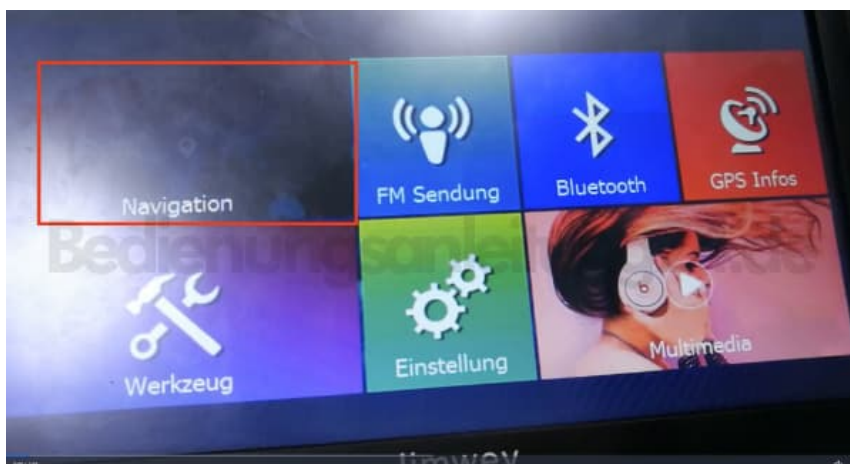 Navigation
FM Sendung
Bluetooth
GPS Infos
Werkzeug
Einstellung
Multimedia